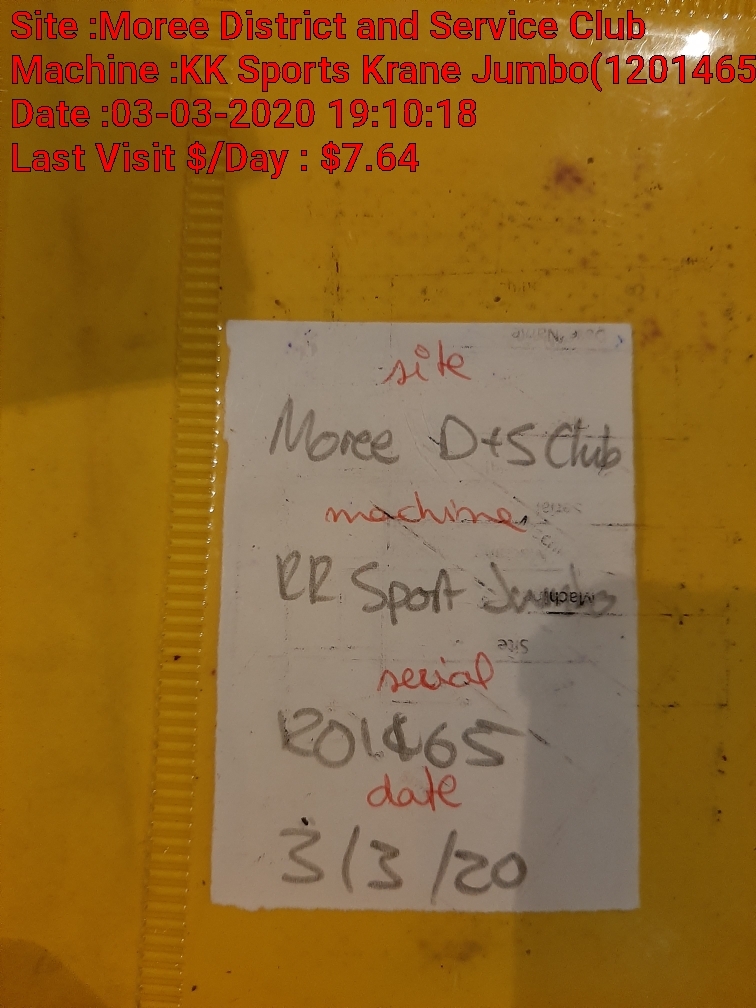 Site :Moree District and Service Club
Machine :KK Sports Krane Jumbo(1201465
Date :03-03-2020 19:10:18
Last Visit $/Day : $7.64
site
Moree D+S Club
machine
RR Sport Jumbo
serial
1201465
date
3/3/20